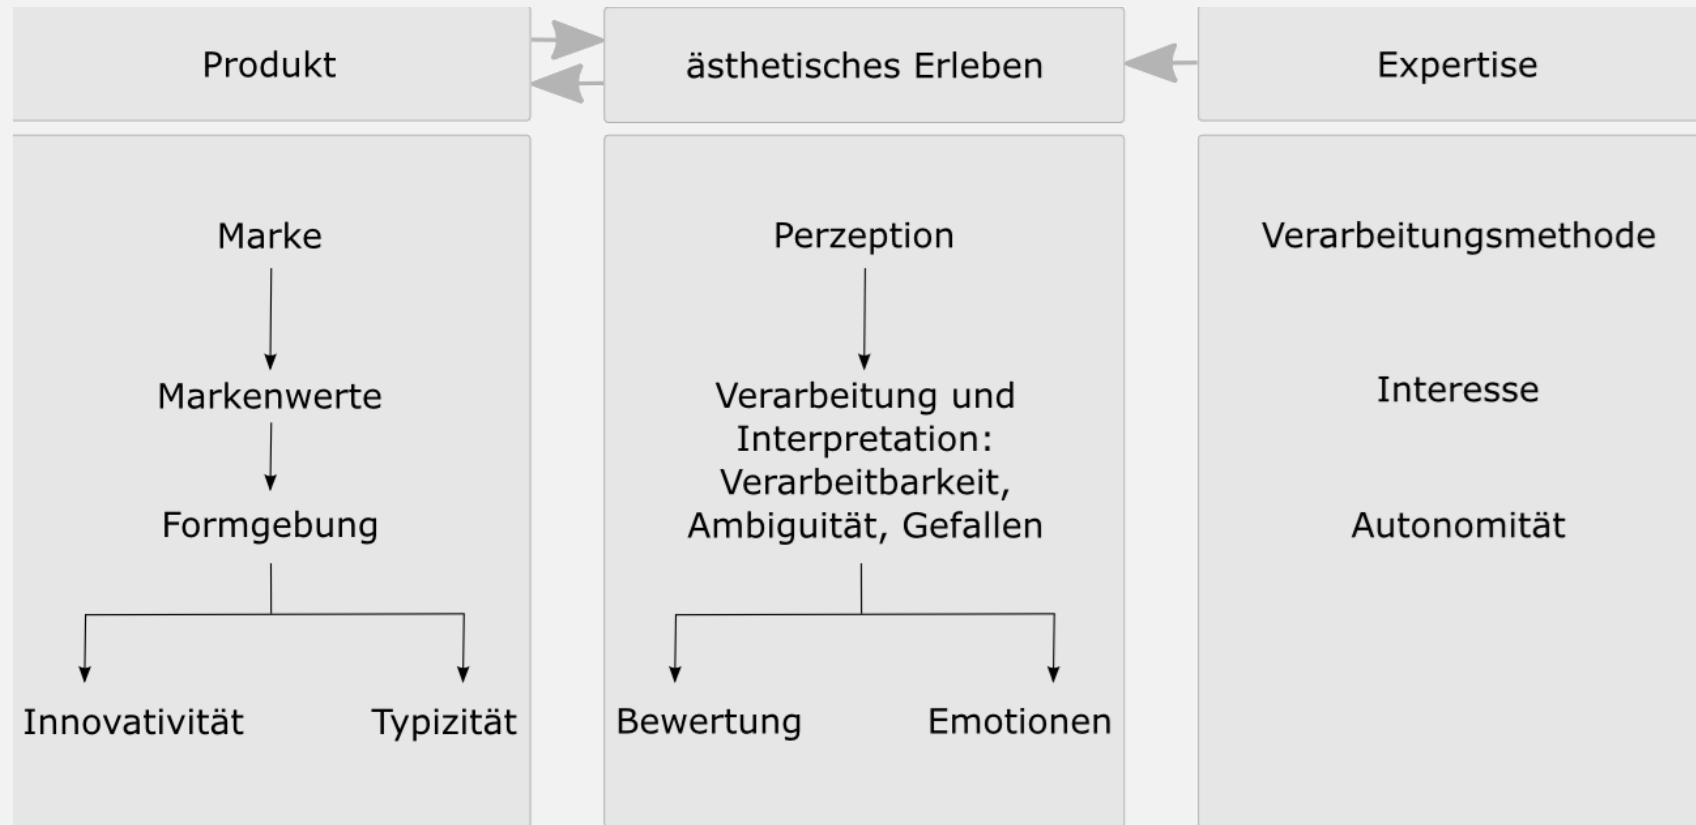 Produkt
ästhetisches Erleben
Expertise
Marke
Markenwerte
Formgebung
Innovativität
Typizität
Perzeption
Verarbeitung und
Interpretation:
Verarbeitbarkeit,
Ambiguität, Gefallen
Bewertung
Emotionen
Verarbeitungsmethode
Interesse
Autonomität